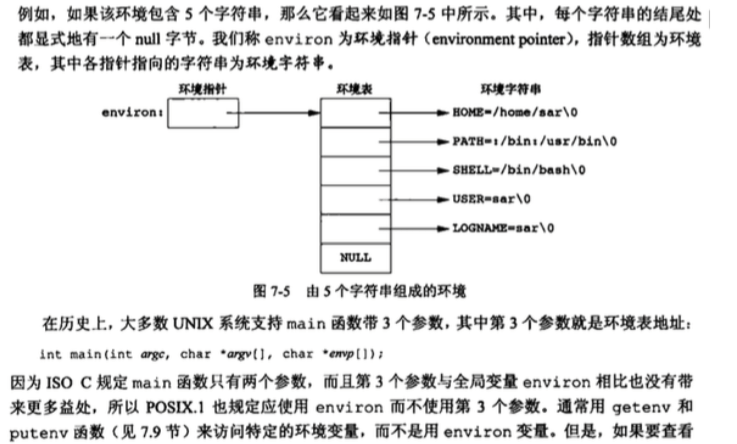 例如，如果该环境包含 5 个字符串，那么它看起来如图 7-5 中所示。其中，每个字符串的结尾处
都显式地有一个 null 字节。我们称 environ 为环境指针（environment pointer），指针数组为环境
表，其中各指针指向的字符串为环境字符串。
环境指针 环境表 环境字符串
environ: HOME=/home/sar\0
PATH=:/bin:/usr/bin\0
SHELL=/bin/bash\0
USER=sar\0
LOGNAME=sar\0
NULL
图 7-5 由 5 个字符串组成的环境
在历史上，大多数 UNIX 系统支持 main 函数带 3 个参数，其中第 3 个参数就是环境表地址：
int main(int argc, char *argv[], char *envp[]);
因为 ISO C 规定 main 函数只有两个参数，而且第 3 个参数与全局变量 environ 相比也没有带
来更多益处，所以 POSIX.1 也规定应使用 environ 而不使用第 3 个参数。通常用 getenv 和
putenv 函数（见 7.9 节）来访问特定的环境变量，而不是用 environ 变量。但是，如果要查看